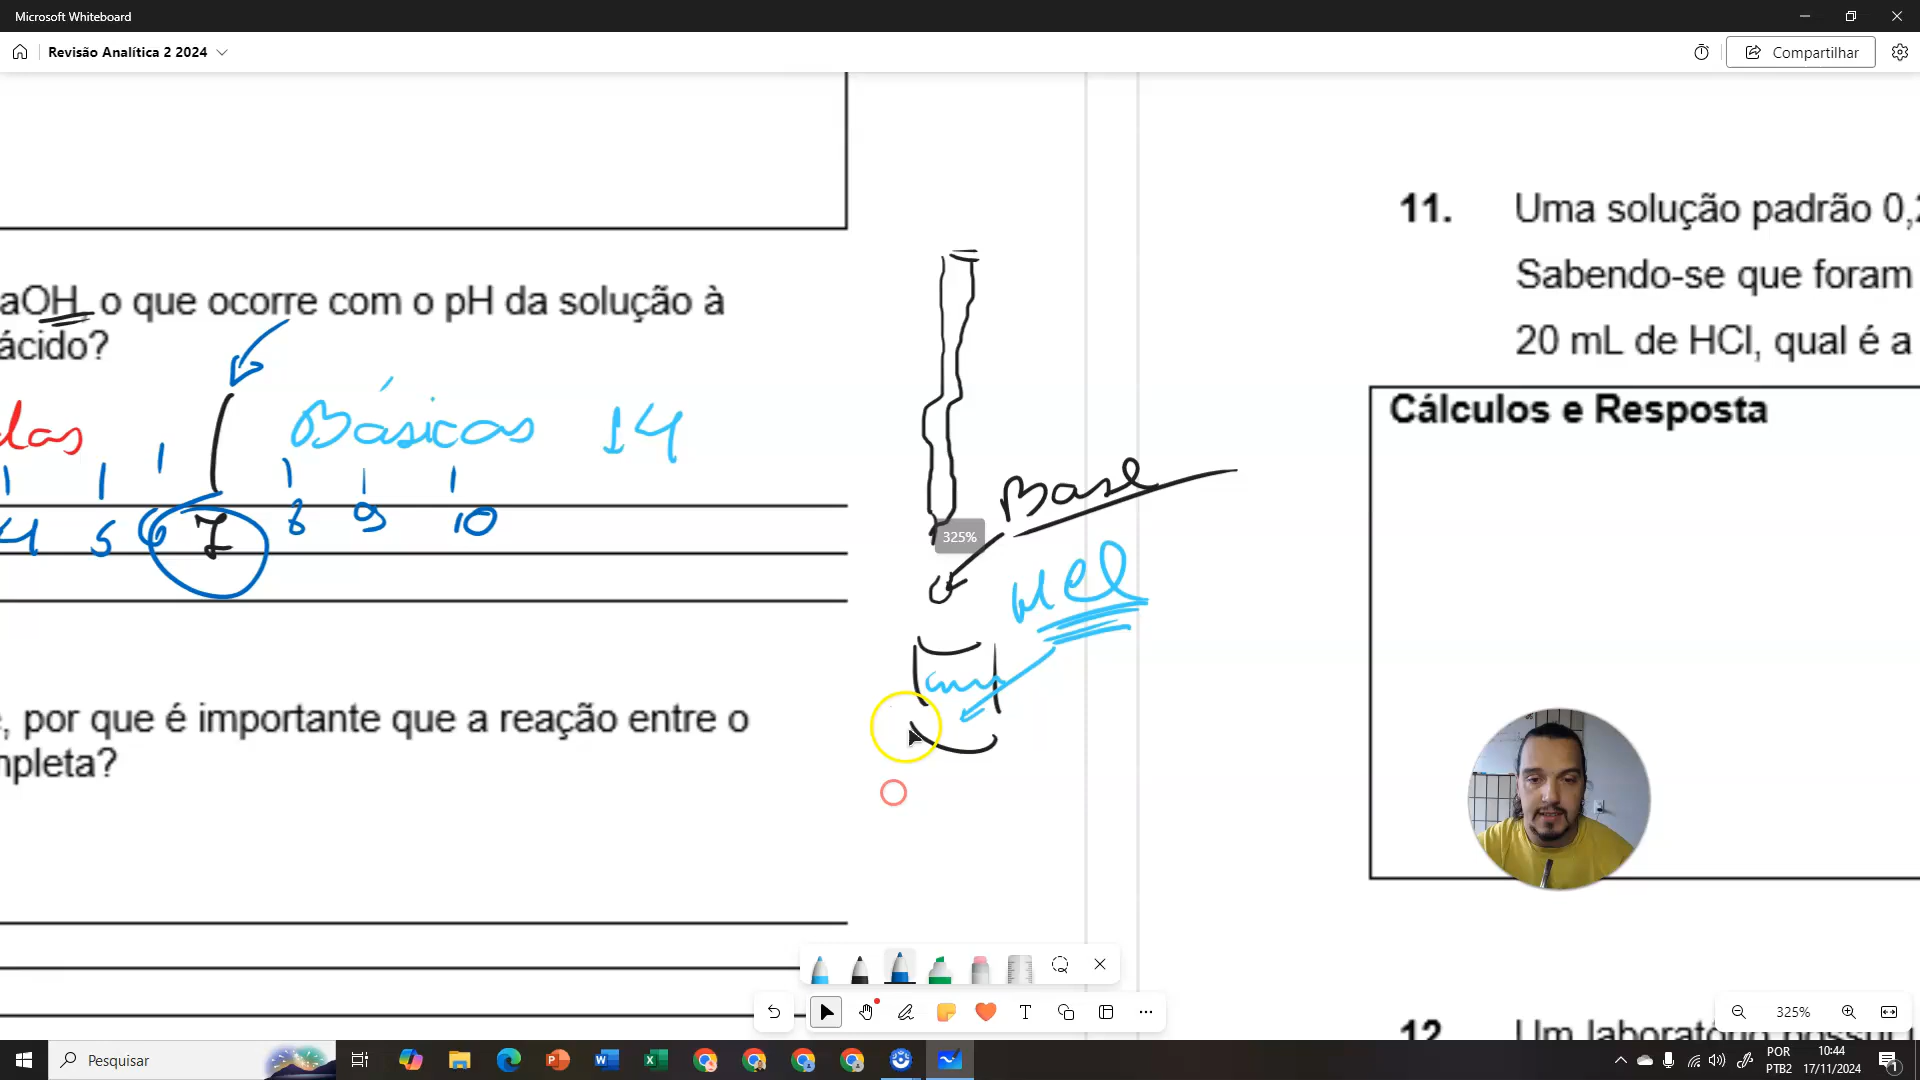 Microsoft Whiteboard
Revisão Analítica 2 2024
Compartilhar
aOH, o que ocorre com o pH da solução à
ácido?
das
Básicas 14
4 5 6 7 8 9 10
, por que é importante que a reação entre o
npleta?
Base
HCl
325%
11. Uma solução padrão 0,2
Sabendo-se que foram
20 mL de HCl, qual é a
Cálculos e Resposta
12 Um laboratório possui
325%
Pesquisar
POR
PTB2
10:44
17/11/2024
1